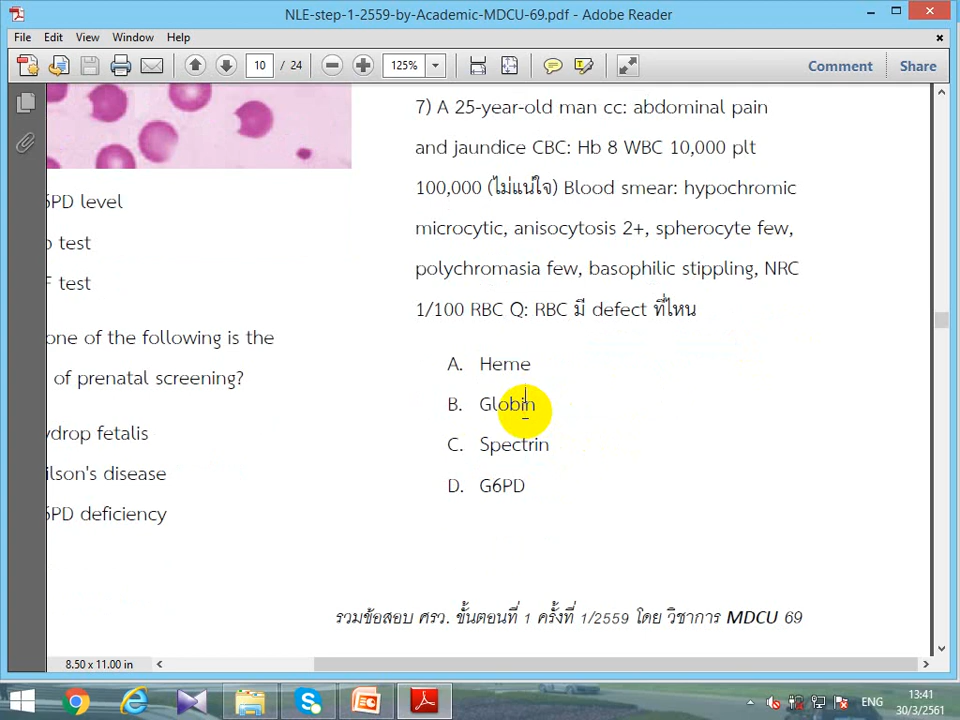 NLE-step-1-2559-by-Academic-MDCU-69.pdf - Adobe Reader
File Edit View Window Help
10 / 24 125% Comment Share
6PD level
test
F test
one of the following is the
of prenatal screening?
ydrop fetalis
ilson's disease
6PD deficiency
7) A 25-year-old man cc: abdominal pain
and jaundice CBC: Hb 8 WBC 10,000 plt
100,000 (ไม่แน่ใจ) Blood smear: hypochromic
microcytic, anisocytosis 2+, spherocyte few,
polychromasia few, basophilic stippling, NRC
1/100 RBC Q: RBC มี defect ที่ไหน
A. Heme
B. Globin
C. Spectrin
D. G6PD
รวมข้อสอบ ศรว. ขั้นตอนที่ 1 ครั้งที่ 1/2559 โดย วิชาการ MDCU 69
8.50 x 11.00 in
ENG
13:41
30/3/2561